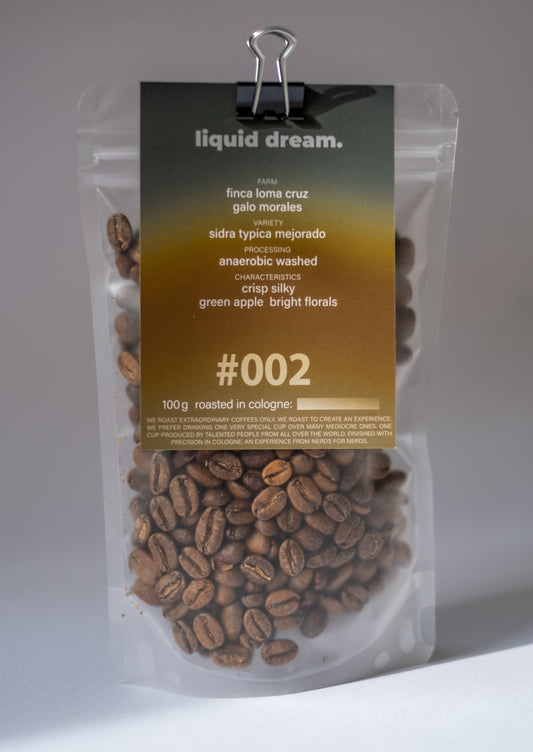 liquid dream.
FARM
finca loma cruz
galo morales
VARIETY
sidra typica mejorado
PROCESSING
anaerobic washed
CHARACTERISTICS
crisp silky
green apple bright florals
#002
100g roasted in cologne:
WE ROAST EXTRAORDINARY COFFEES ONLY. WE ROAST TO CREATE AN EXPERIENCE.
WE PREFER DRINKING ONE VERY SPECIAL CUP OVER MANY MEDIOCRE ONES. ONE
CUP PRODUCED BY TALENTED PEOPLE FROM ALL OVER THE WORLD. FINISHED WITH
PRECISION IN COLOGNE. AN EXPERIENCE FROM NERDS FOR NERDS.